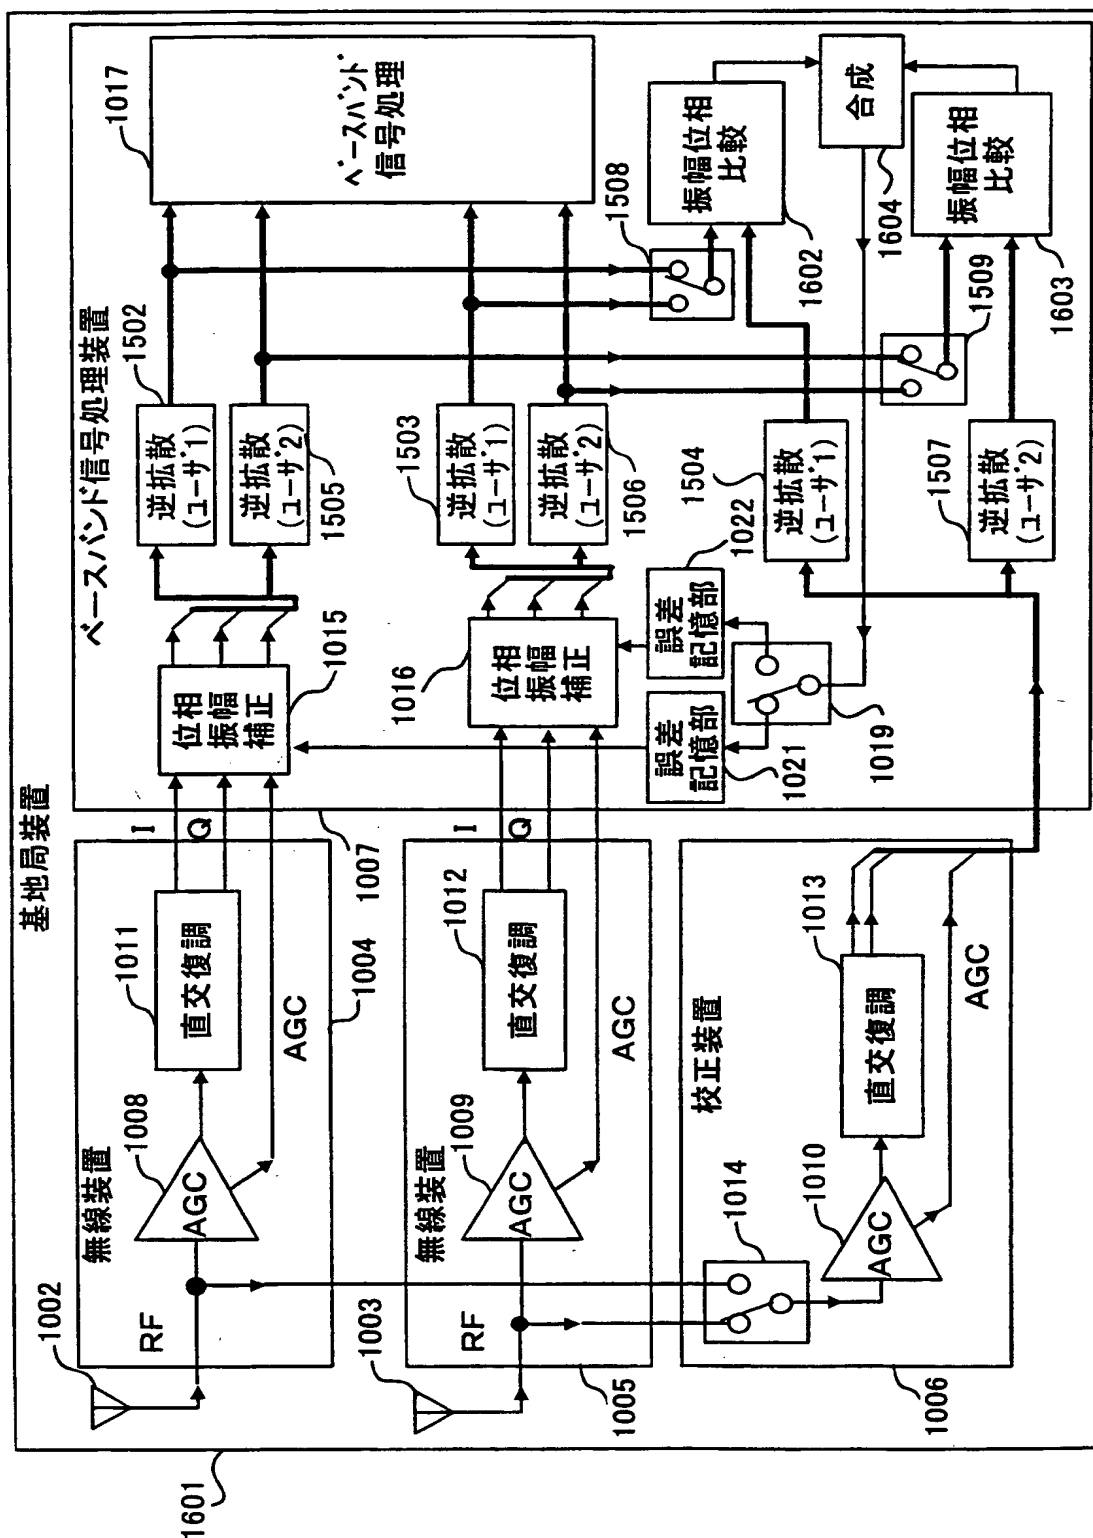 基地局装置
1601
1002
RF
無線装置
1008
AGC
1011
直交復調
I
Q
AGC
1004
1007
ベースバンド信号処理装置
1015
位相
振幅
補正
1502
逆拡散
(ユーザ1)
逆拡散
(ユーザ2)
1505
1017
ベースバンド
信号処理
1003
RF
無線装置
1009
AGC
1012
直交復調
I
Q
AGC
1005
1016
位相
振幅
補正
1503
逆拡散
(ユーザ1)
逆拡散
(ユーザ2)
1506
1508
振幅位相
比較
1602
合成
1604
誤差
記憶部
1021
誤差
記憶部
1022
1019
1504
逆拡散
(ユーザ1)
1507
逆拡散
(ユーザ2)
1509
振幅位相
比較
1603
校正装置
1014
1010
AGC
1013
直交復調
AGC
1006